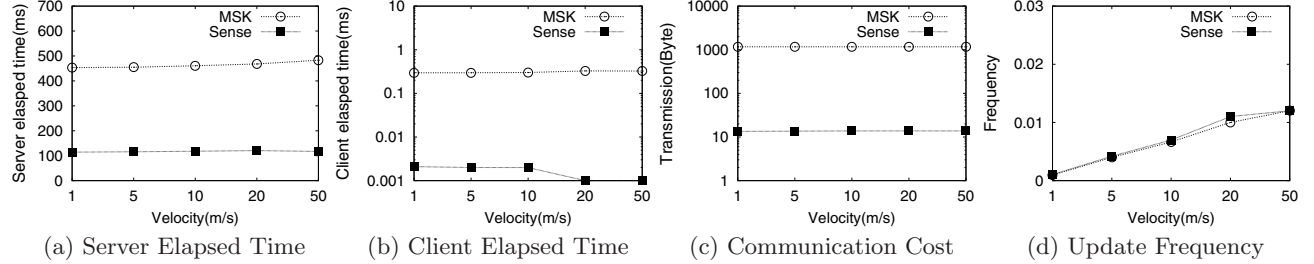 700
600
500
400
300
200
100
0
Server elasped time(ms)
MSK
Sense
1 5 10 20 50
Velocity(m/s)
(a) Server Elapsed Time
10
1
0.1
0.01
0.001
Client elasped time(ms)
MSK
Sense
1 5 10 20 50
Velocity(m/s)
(b) Client Elapsed Time
10000
1000
100
10
1
Transmission(Byte)
MSK
Sense
1 5 10 20 50
Velocity(m/s)
(c) Communication Cost
0.03
0.02
0.01
0
Frequency
MSK
Sense
1 5 10 20 50
Velocity(m/s)
(d) Update Frequency